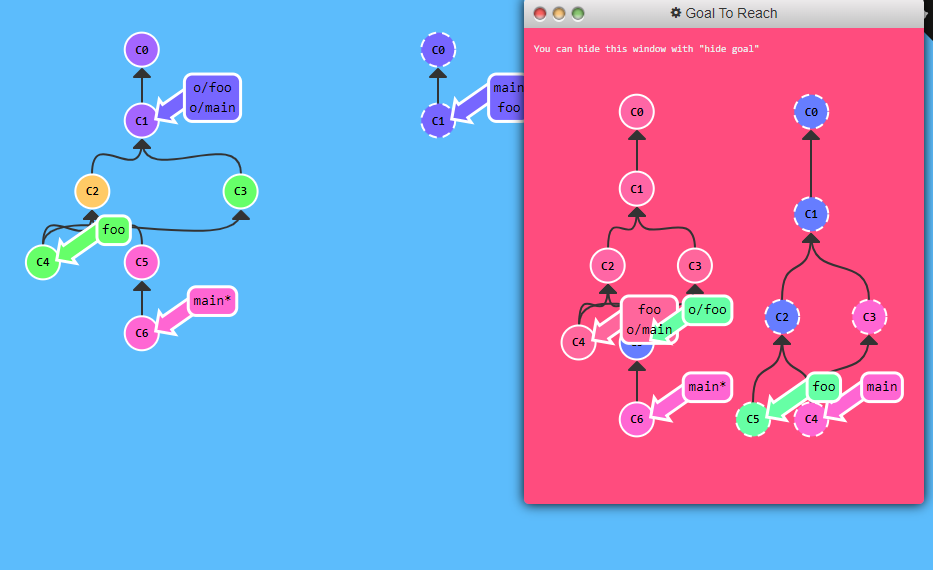 Goal To Reach
You can hide this window with "hide goal"
C0
o/foo
o/main
C1
C2
C3
foo
C4
C5
main*
C6
C0
main
foo
C1
C0
C1
C2
C3
foo
o/main
o/foo
C4
main*
C6
C0
C1
C2
C3
foo
main
C5
C4